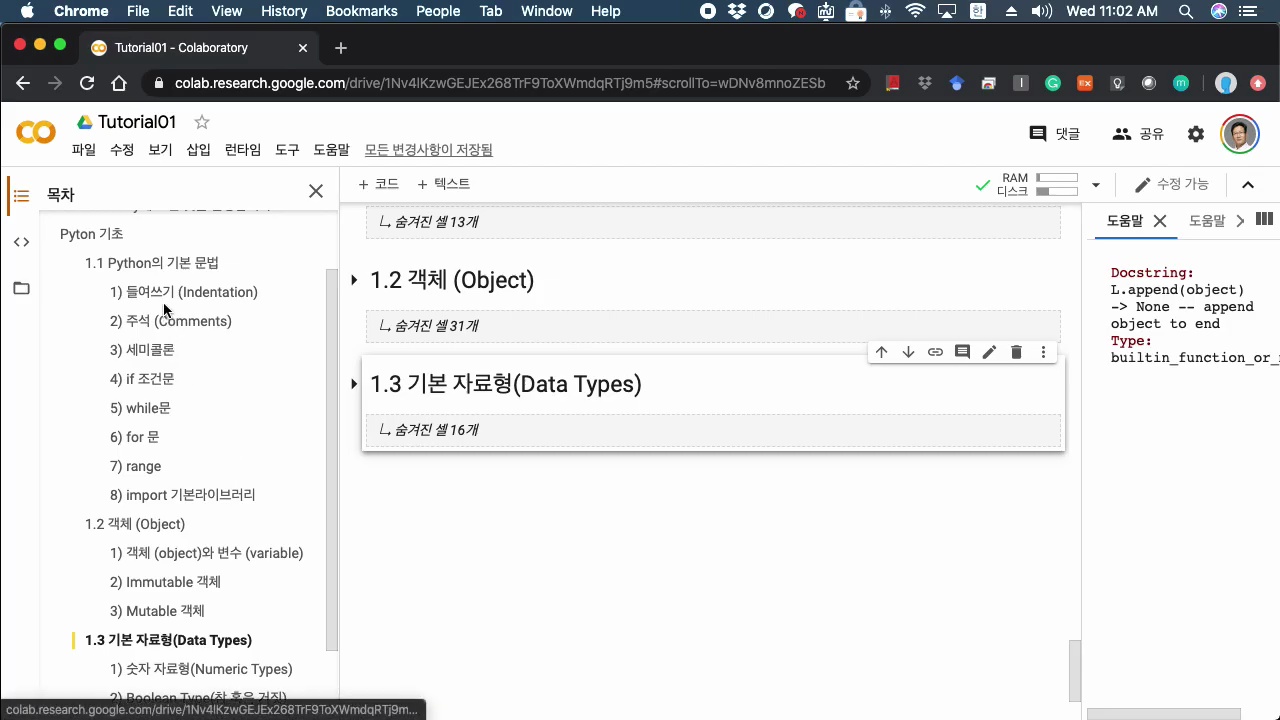 Chrome File Edit View History Bookmarks People Tab Window Help 한 Wed 11:02 AM
Tutorial01 - Colaboratory
colab.research.google.com/drive/1Nv4lKzwGEJEx268TrF9ToXWmdqRTj9m5#scrollTo=wDNv8mnoZESb
Tutorial01
파일 수정 보기 삽입 런타임 도구 도움말 모든 변경사항이 저장됨
댓글 공유
목차
+ 코드 + 텍스트
RAM
디스크
수정 가능
Pyton 기초
1.1 Python의 기본 문법
1) 들여쓰기 (Indentation)
2) 주석 (Comments)
3) 세미콜론
4) if 조건문
5) while문
6) for 문
7) range
8) import 기본라이브러리
1.2 객체 (Object)
1) 객체 (object)와 변수 (variable)
2) Immutable 객체
3) Mutable 객체
1.3 기본 자료형(Data Types)
1) 숫자 자료형(Numeric Types)
2) Boolean Type(참 혹은 거짓)
colab.research.google.com/drive/1Nv4lKzwGEJEx268TrF9ToXWmdqRTj9m...
숨겨진 셀 13개
1.2 객체 (Object)
숨겨진 셀 31개
1.3 기본 자료형(Data Types)
숨겨진 셀 16개
도움말 도움말
Docstring:
L.append(object)
-> None -- append
object to end
Type:
builtin_function_or_